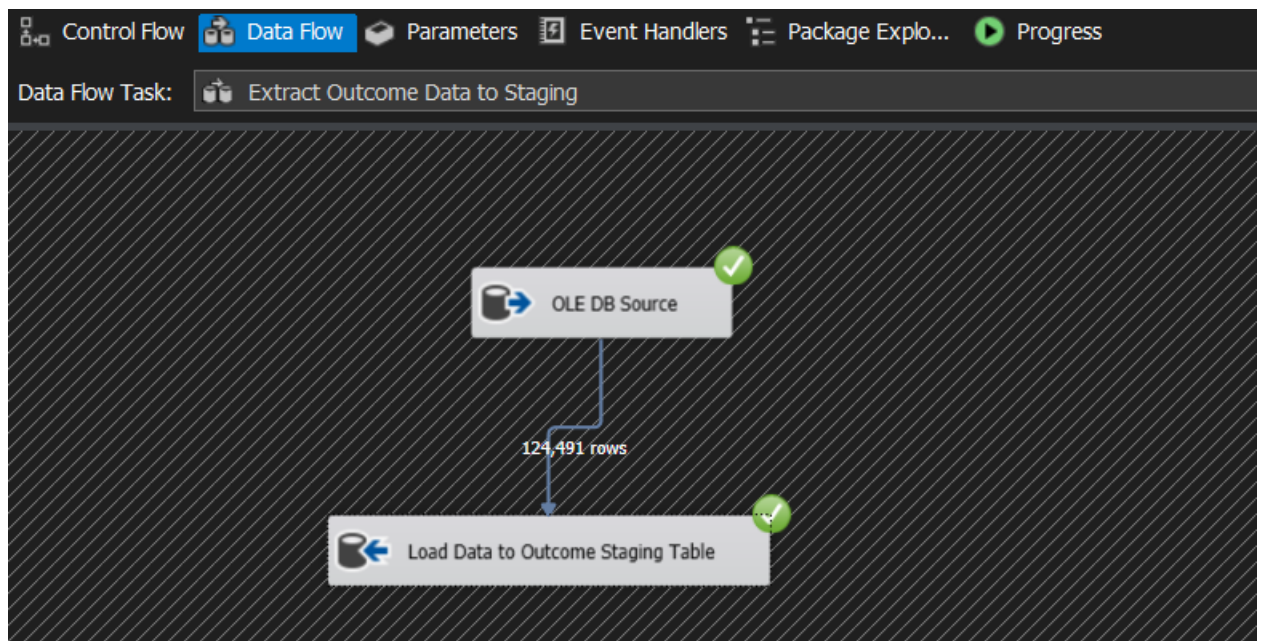 Control Flow Data Flow Parameters Event Handlers Package Explo... Progress
Data Flow Task: Extract Outcome Data to Staging
OLE DB Source
124,491 rows
Load Data to Outcome Staging Table